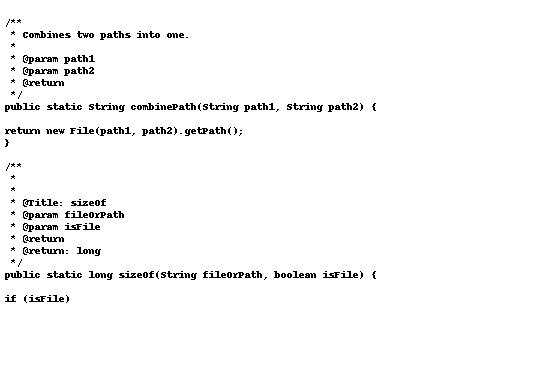 /**
 * Combines two paths into one.
 *
 * @param path1
 * @param path2
 * @return
 */
public static String combinePath(String path1, String path2) {
return new File(path1, path2).getPath();
}
/**
 *
 *
 * @Title: sizeOf
 * @param fileOrPath
 * @param isFile
 * @return
 * @return: long
 */
public static long sizeOf(String fileOrPath, boolean isFile) {
if (isFile)